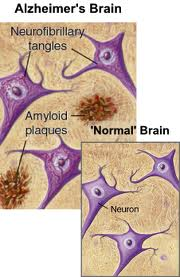 Alzheimer's Brain
Neurofibrillary
tangles
Amyloid
plaques
'Normal' Brain
Neuron